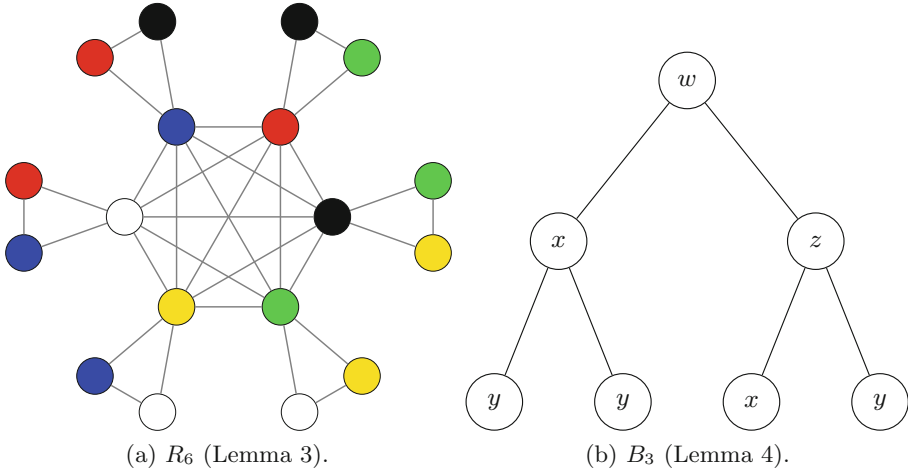 w
x z
y y x y
(a) R₆ (Lemma 3). (b) B₃ (Lemma 4).